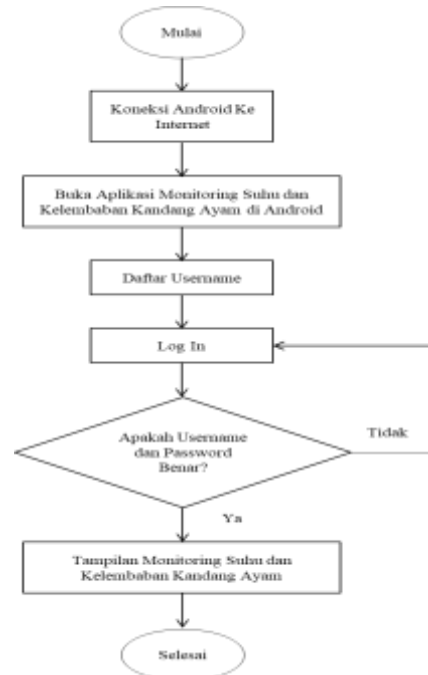 Mulai
Koneksi Android Ke
Internet
Buka Aplikasi Monitoring Suhu dan
Kelembaban Kandang Ayam di Android
Daftar Username
Log In
Apakah Username
dan Password
Benar?
Tidak
Ya
Tampilan Monitoring Suhu dan
Kelembaban Kandang Ayam
Selesai